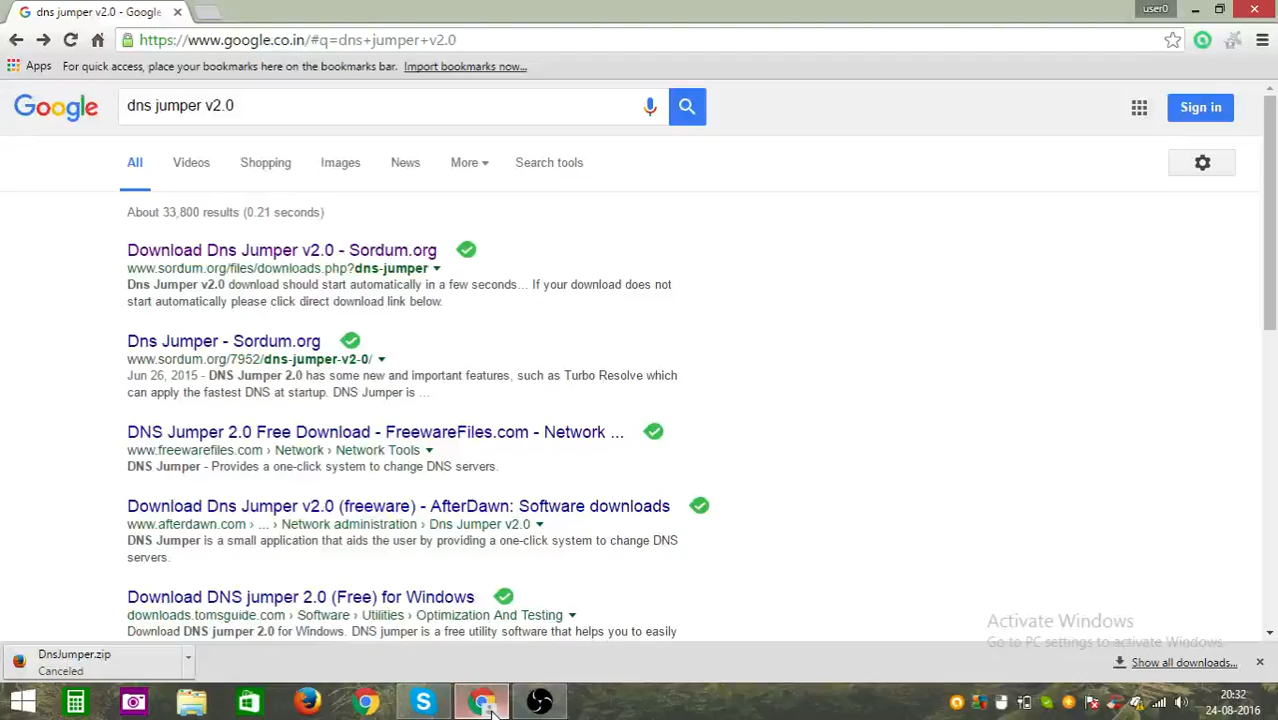 dns jumper v2.0 - Google
user0
https://www.google.co.in/#q=dns+jumper+v2.0
Apps For quick access, place your bookmarks here on the bookmarks bar. Import bookmarks now...
Google dns jumper v2.0 Sign in
All Videos Shopping Images News More Search tools
About 33,800 results (0.21 seconds)
Download Dns Jumper v2.0 - Sordum.org
www.sordum.org/files/downloads.php?dns-jumper
Dns Jumper v2.0 download should start automatically in a few seconds... If your download does not
start automatically please click direct download link below.
Dns Jumper - Sordum.org
www.sordum.org/7952/dns-jumper-v2-0/
Jun 26, 2015 - DNS Jumper 2.0 has some new and important features, such as Turbo Resolve which
can apply the fastest DNS at startup. DNS Jumper is ...
DNS Jumper 2.0 Free Download - FreewareFiles.com - Network ...
www.freewarefiles.com › Network › Network Tools
DNS Jumper - Provides a one-click system to change DNS servers.
Download Dns Jumper v2.0 (freeware) - AfterDawn: Software downloads
www.afterdawn.com › ... › Network administration › Dns Jumper v2.0
DNS Jumper is a small application that aids the user by providing a one-click system to change DNS
servers.
Download DNS jumper 2.0 (Free) for Windows
downloads.tomsguide.com › Software › Utilities › Optimization And Testing
Download DNS jumper 2.0 for Windows. DNS jumper is a free utility software that helps you to easily
Activate Windows
Go to PC settings to activate Windows.
DnsJumper.zip
Canceled
Show all downloads...
20:32
24-08-2016